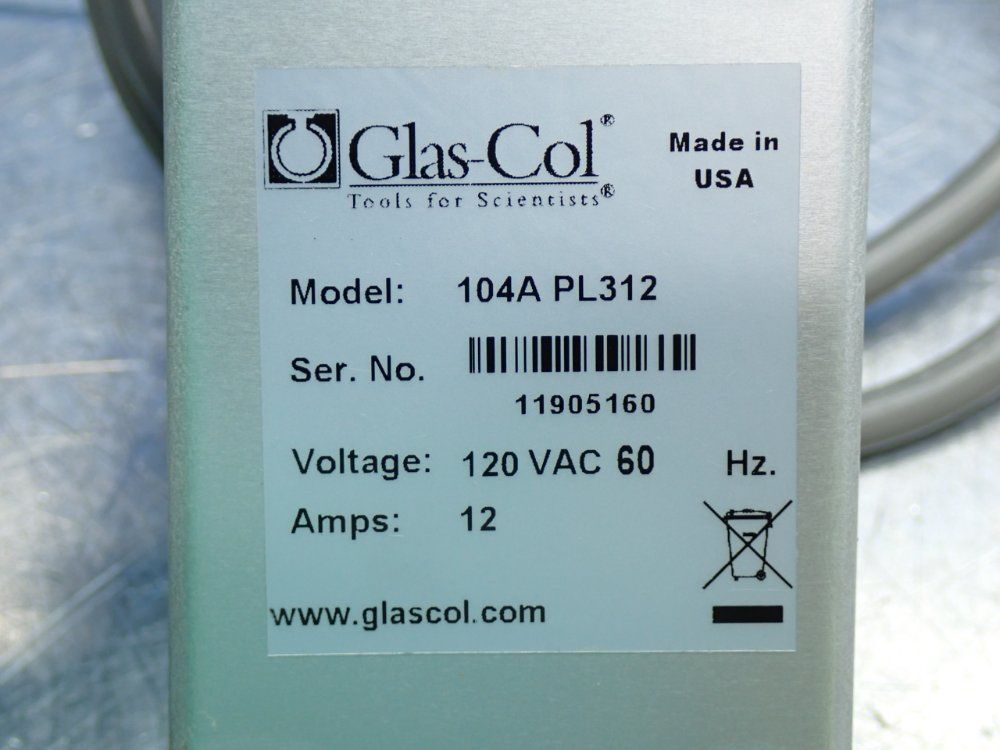 Glas-Col®
Tools for Scientists®
Made in
USA
Model: 104A PL312
Ser. No.
11905160
Voltage: 120 VAC 60 Hz.
Amps: 12
www.glascol.com